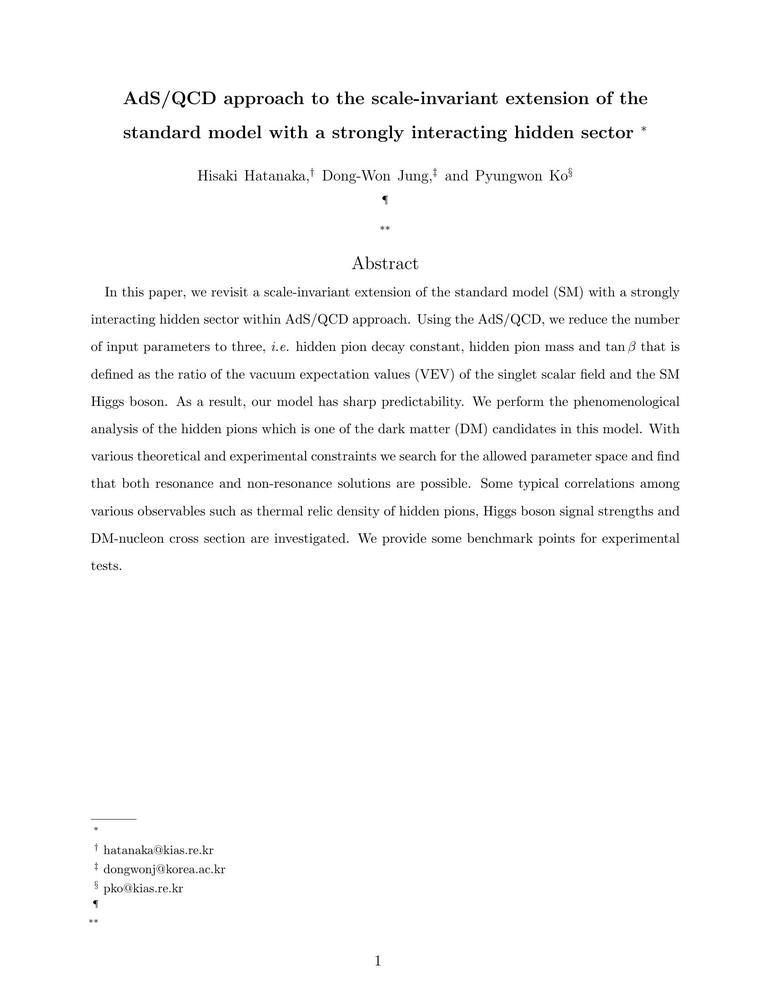 AdS/QCD approach to the scale-invariant extension of the
standard model with a strongly interacting hidden sector *
Hisaki Hatanaka,† Dong-Won Jung,‡ and Pyungwon Ko§
¶
**
Abstract
In this paper, we revisit a scale-invariant extension of the standard model (SM) with a strongly
interacting hidden sector within AdS/QCD approach. Using the AdS/QCD, we reduce the number
of input parameters to three, i.e. hidden pion decay constant, hidden pion mass and tan β that is
defined as the ratio of the vacuum expectation values (VEV) of the singlet scalar field and the SM
Higgs boson. As a result, our model has sharp predictability. We perform the phenomenological
analysis of the hidden pions which is one of the dark matter (DM) candidates in this model. With
various theoretical and experimental constraints we search for the allowed parameter space and find
that both resonance and non-resonance solutions are possible. Some typical correlations among
various observables such as thermal relic density of hidden pions, Higgs boson signal strengths and
DM-nucleon cross section are investigated. We provide some benchmark points for experimental
tests.
*
† hatanaka@kias.re.kr
‡ dongwonj@korea.ac.kr
§ pko@kias.re.kr
¶
**
1